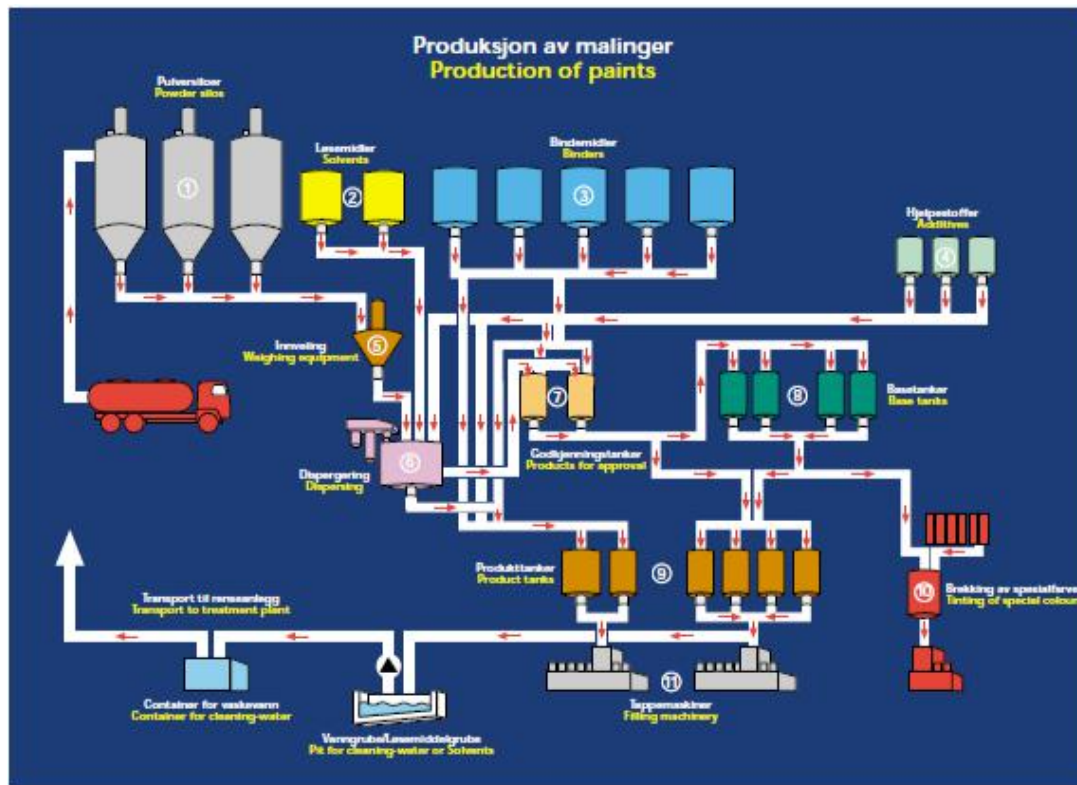 Produksjon av malinger
Production of paints
Pulversiloer
Powder silos
Løsemidler
Solvents
Bindemidler
Binders
Hjelpestoffer
Additives
1
2
3
4
Innveiing
Weighing equipment
5
7
8
Basetanker
Base tanks
Dispergering
Dispersing
6
Godkjenningstanker
Products for approval
Produkttanker
Product tanks
9
10
Brekking av spesialfarver
Tinting of special colours
Transport til renseanlegg
Transport to treatment plant
11
Tappemaskiner
Filling machinery
Container for vaskevann
Container for cleaning-water
Vanngrube/Løsemiddelgrube
Pit for cleaning-water or Solvents